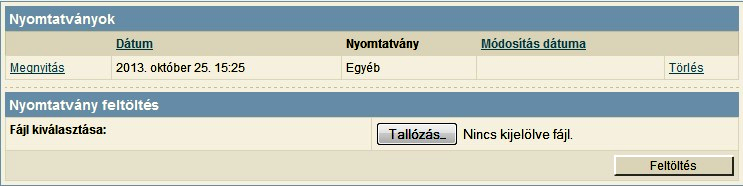 Nyomtatványok
Dátum Nyomtatvány Módosítás dátuma
Megnyitás 2013. október 25. 15:25 Egyéb Törlés
Nyomtatvány feltöltés
Fájl kiválasztása: Tallózás... Nincs kijelölve fájl.
Feltöltés